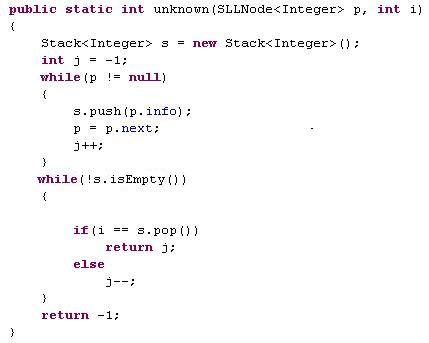 public static int unknown(SLLNode<Integer> p, int i)
{
    Stack<Integer> s = new Stack<Integer>();
    int j = -1;
    while(p != null)
    {
        s.push(p.info);
        p = p.next;
        j++;
    }
    while(!s.isEmpty())
    {
        if(i == s.pop())
            return j;
        else
            j--;
    }
    return -1;
}